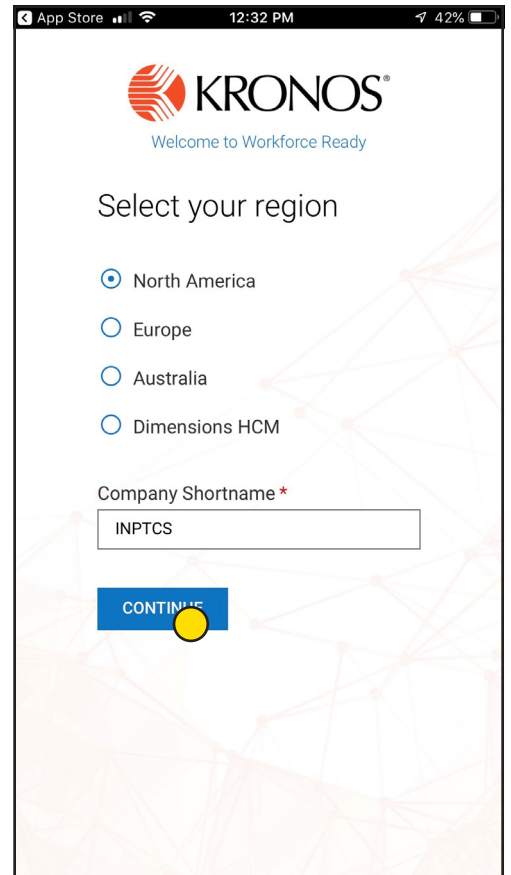 App Store 12:32 PM 42%
KRONOS®
Welcome to Workforce Ready
Select your region
North America
Europe
Australia
Dimensions HCM
Company Shortname *
INPTCS
CONTINUE